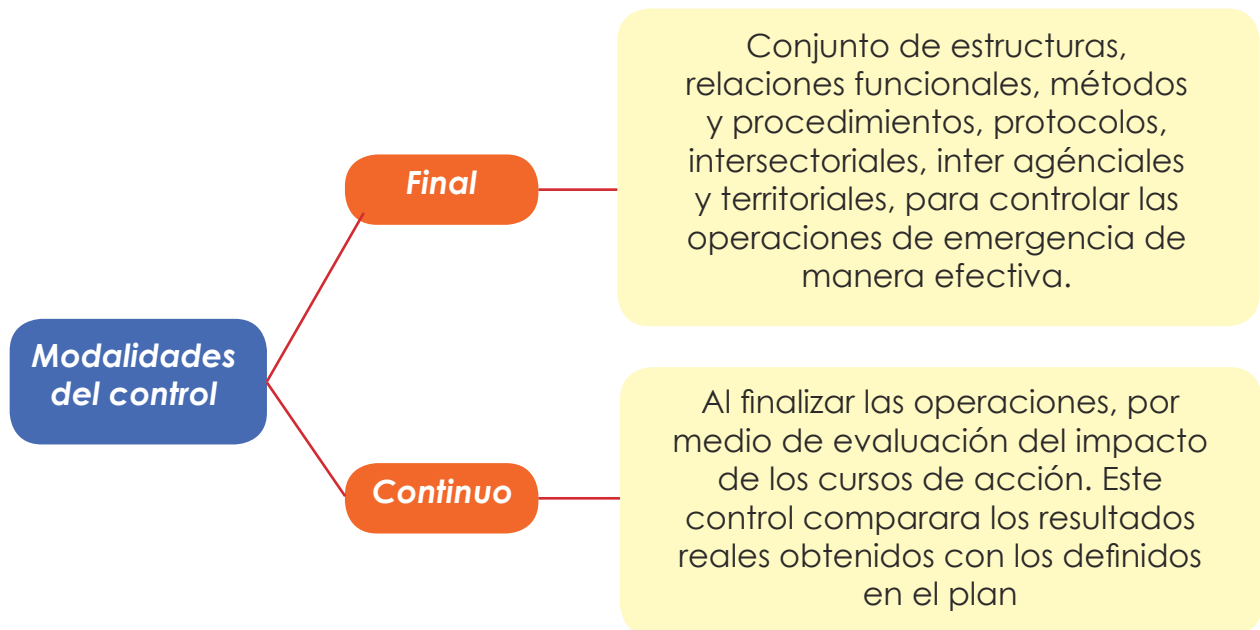 Conjunto de estructuras,
relaciones funcionales, métodos
y procedimientos, protocolos,
intersectoriales, inter agénciales
y territoriales, para controlar las
operaciones de emergencia de
manera efectiva.
Final
Modalidades
del control
Continuo
Al finalizar las operaciones, por
medio de evaluación del impacto
de los cursos de acción. Este
control comparara los resultados
reales obtenidos con los definidos
en el plan